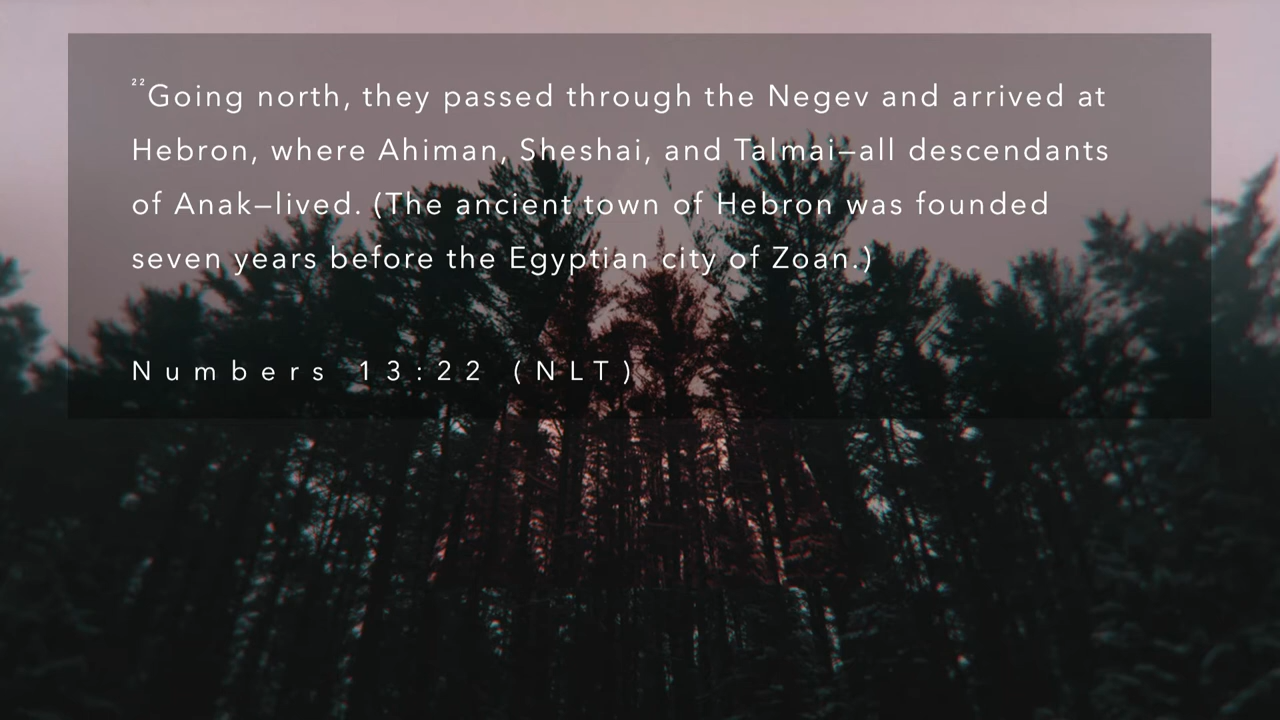 ²²Going north, they passed through the Negev and arrived at
Hebron, where Ahiman, Sheshai, and Talmai—all descendants
of Anak—lived. (The ancient town of Hebron was founded
seven years before the Egyptian city of Zoan.)
Numbers 13:22 (NLT)